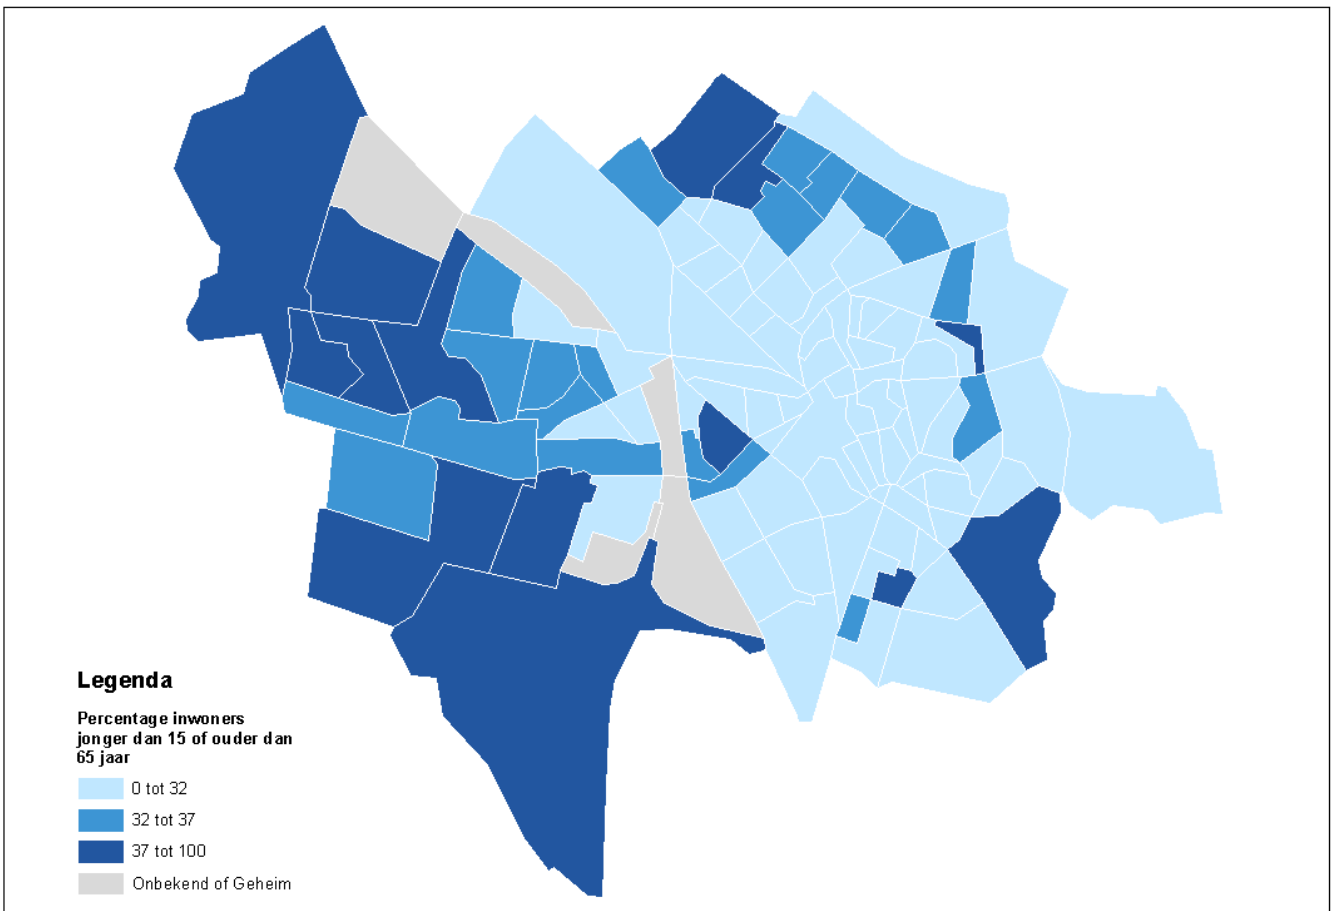 Legenda
Percentage inwoners
jonger dan 15 of ouder dan
65 jaar
0 tot 32
32 tot 37
37 tot 100
Onbekend of Geheim